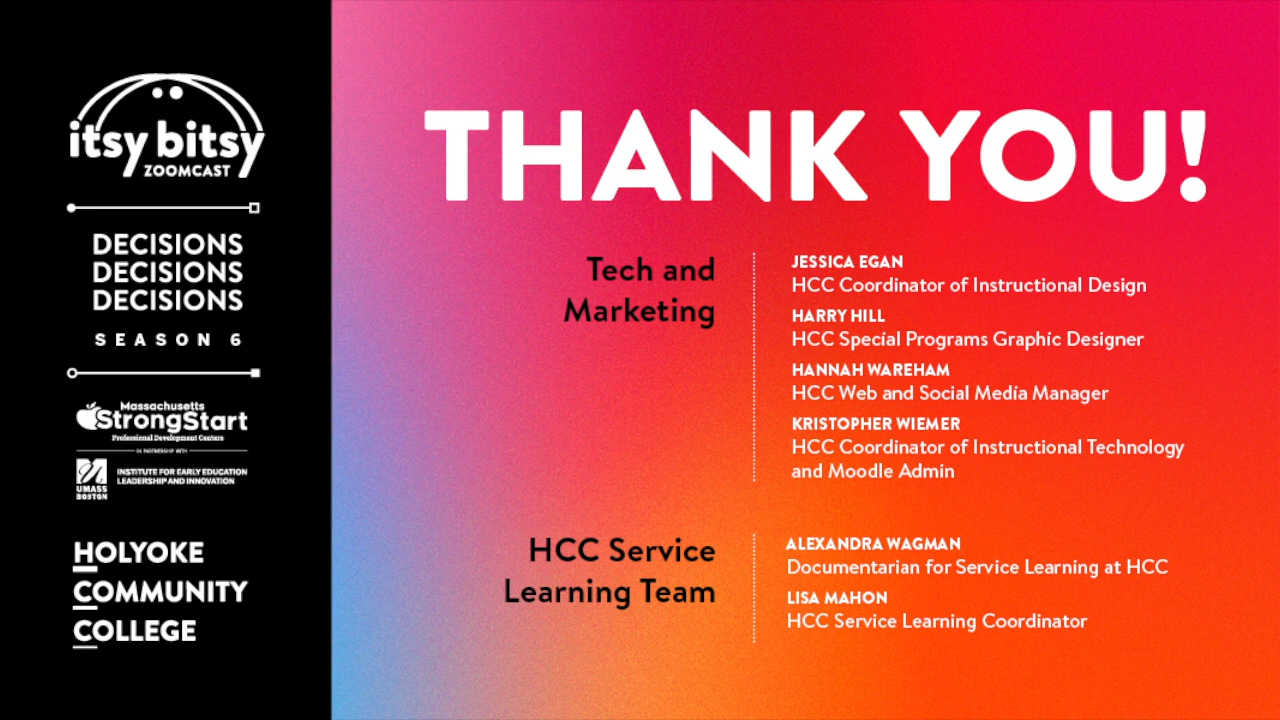 itsy bitsy
ZOOMCAST
DECISIONS
DECISIONS
DECISIONS
SEASON 6
Massachusetts
StrongStart
Professional Development Centers
IN PARTNERSHIP WITH
UMASS
BOSTON
INSTITUTE FOR EARLY EDUCATION
LEADERSHIP AND INNOVATION
HOLYOKE
COMMUNITY
COLLEGE
THANK YOU!
Tech and
Marketing
JESSICA EGAN
HCC Coordinator of Instructional Design
HARRY HILL
HCC Special Programs Graphic Designer
HANNAH WAREHAM
HCC Web and Social Media Manager
KRISTOPHER WIEMER
HCC Coordinator of Instructional Technology
and Moodle Admin
HCC Service
Learning Team
ALEXANDRA WAGMAN
Documentarian for Service Learning at HCC
LISA MAHON
HCC Service Learning Coordinator